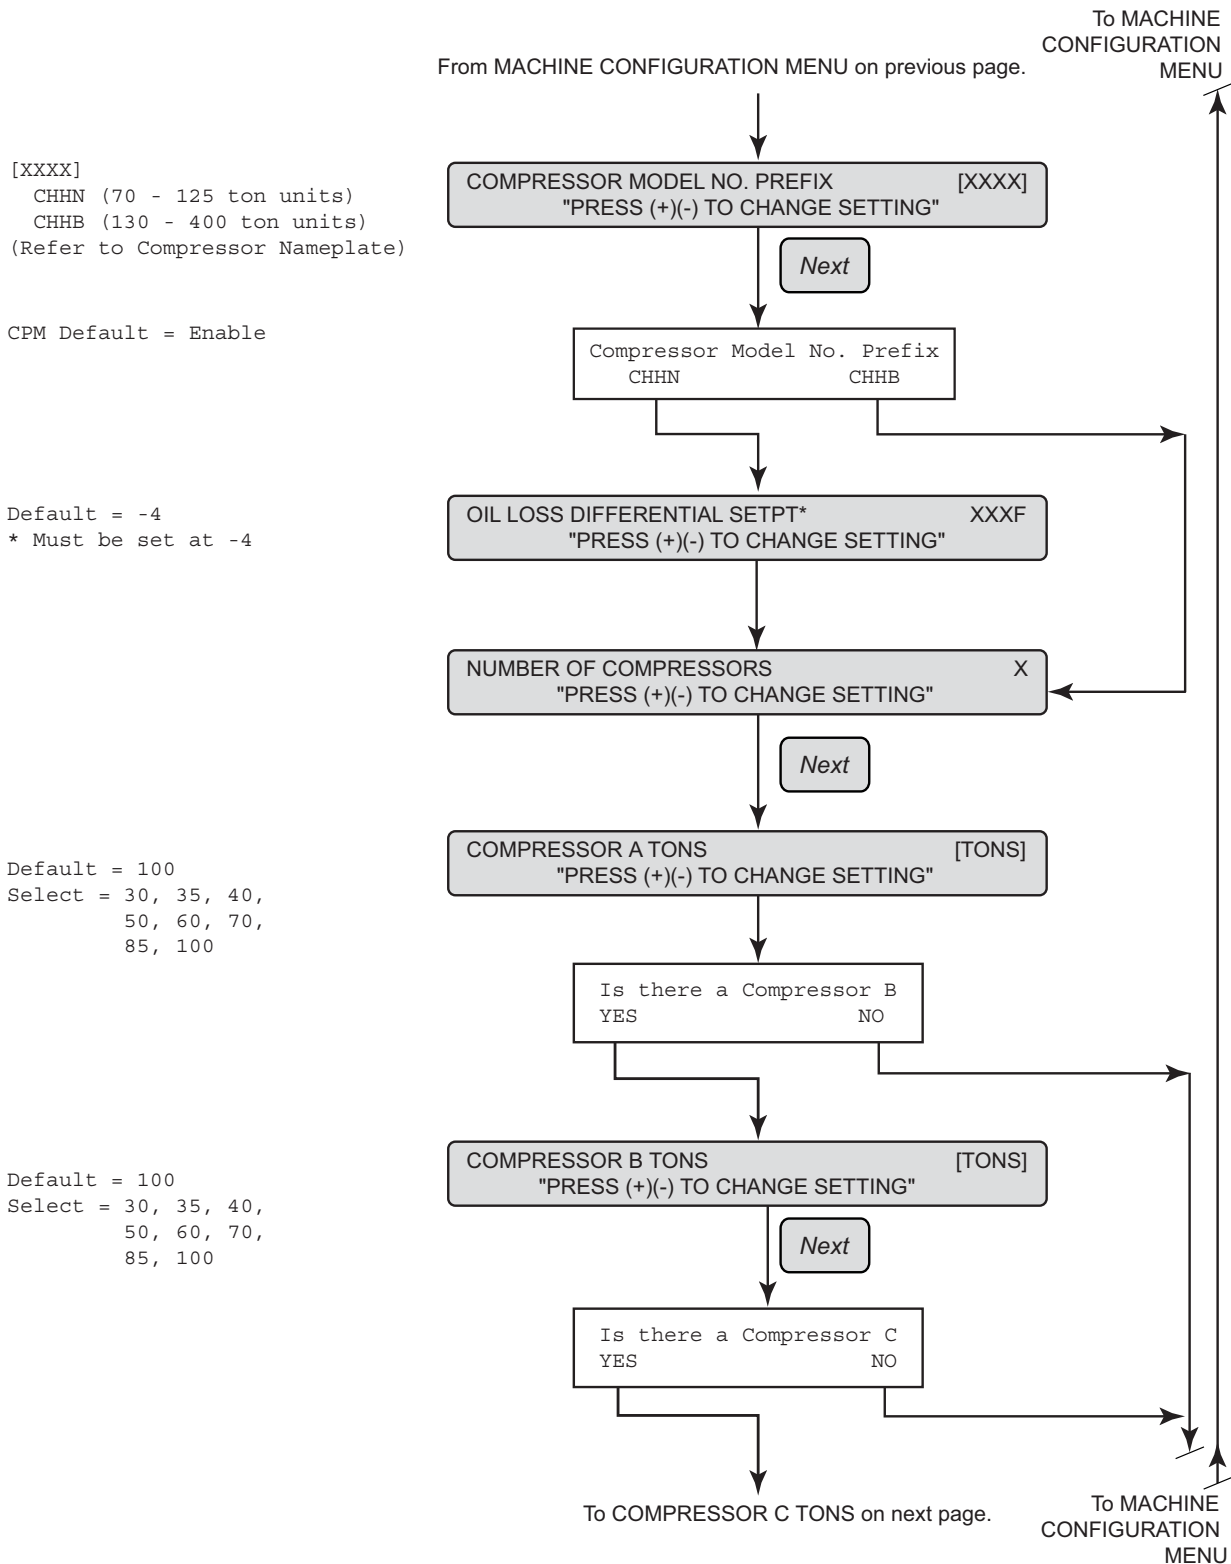 To MACHINE
CONFIGURATION
MENU
From MACHINE CONFIGURATION MENU on previous page.
[XXXX]
CHHN (70 - 125 ton units)
CHHB (130 - 400 ton units)
(Refer to Compressor Nameplate)
COMPRESSOR MODEL NO. PREFIX [XXXX]
"PRESS (+)(-) TO CHANGE SETTING"
Next
CPM Default = Enable
Compressor Model No. Prefix
CHHN CHHB
Default = -4
* Must be set at -4
OIL LOSS DIFFERENTIAL SETPT* XXXF
"PRESS (+)(-) TO CHANGE SETTING"
NUMBER OF COMPRESSORS X
"PRESS (+)(-) TO CHANGE SETTING"
Next
COMPRESSOR A TONS [TONS]
"PRESS (+)(-) TO CHANGE SETTING"
Default = 100
Select = 30, 35, 40,
50, 60, 70,
85, 100
Is there a Compressor B
YES NO
COMPRESSOR B TONS [TONS]
"PRESS (+)(-) TO CHANGE SETTING"
Default = 100
Select = 30, 35, 40,
50, 60, 70,
85, 100
Next
Is there a Compressor C
YES NO
To COMPRESSOR C TONS on next page.
To MACHINE
CONFIGURATION
MENU